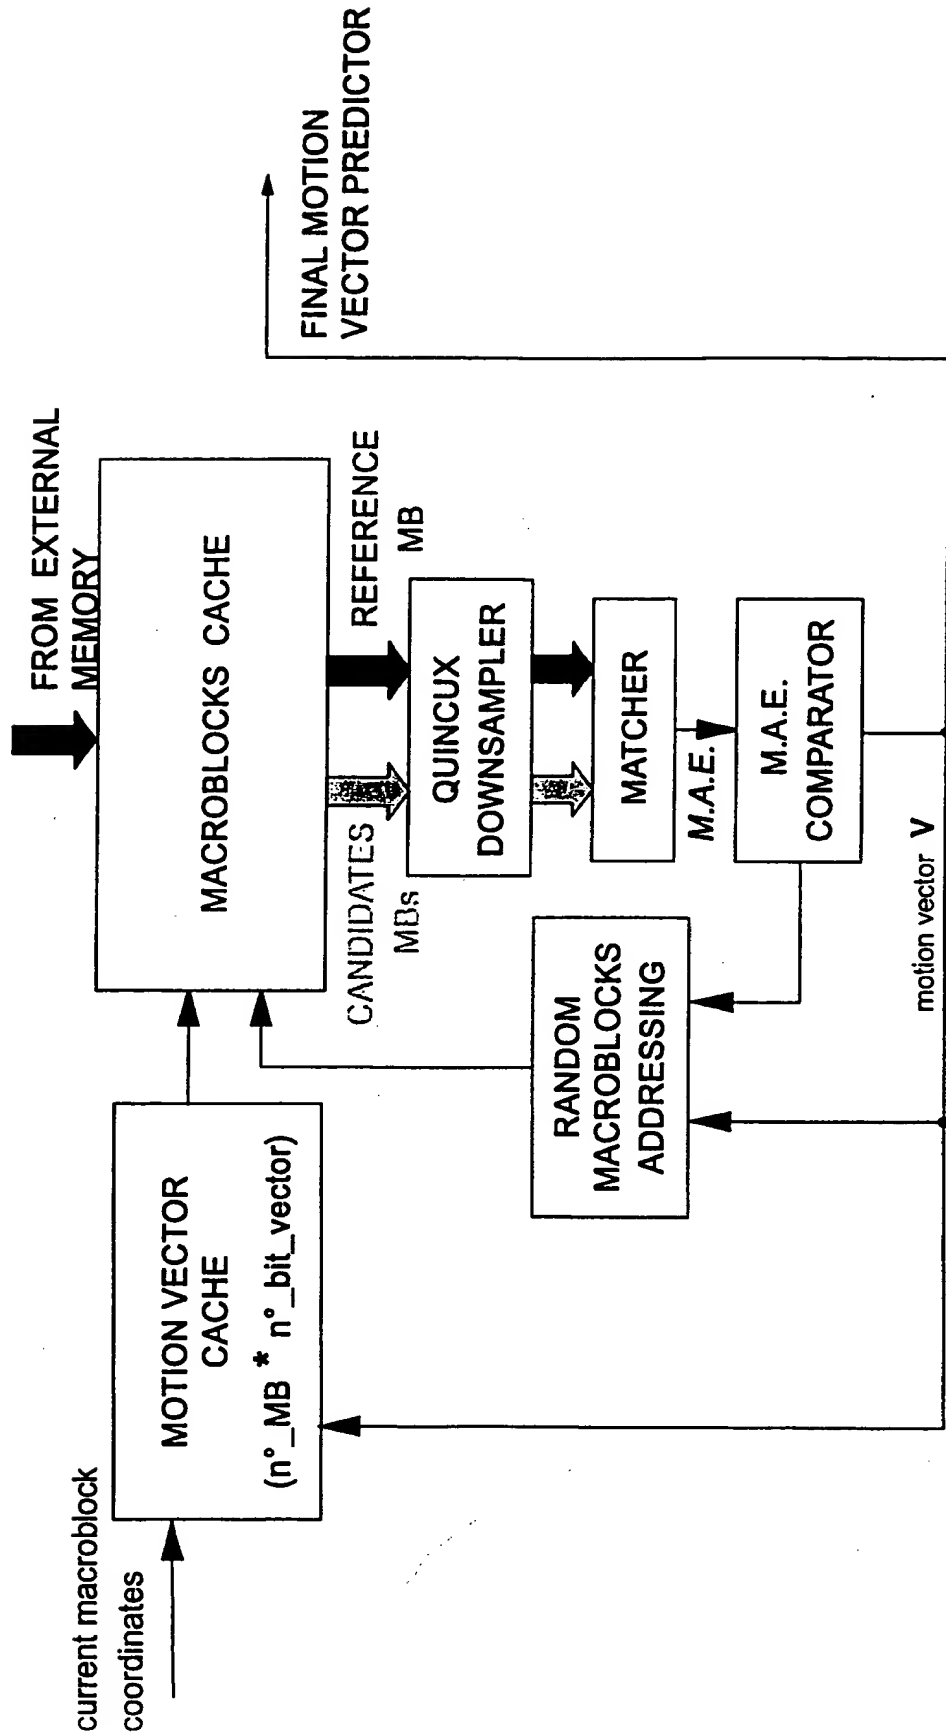 FROM EXTERNAL
MEMORY
MACROBLOCKS CACHE
CANDIDATES
MBs
REFERENCE
MB
QUINCUX
DOWNSAMPLER
MATCHER
M.A.E.
M.A.E.
COMPARATOR
RANDOM
MACROBLOCKS
ADDRESSING
MOTION VECTOR
CACHE
(n°_MB * n°_bit_vector)
current macroblock
coordinates
motion vector V
FINAL MOTION
VECTOR PREDICTOR